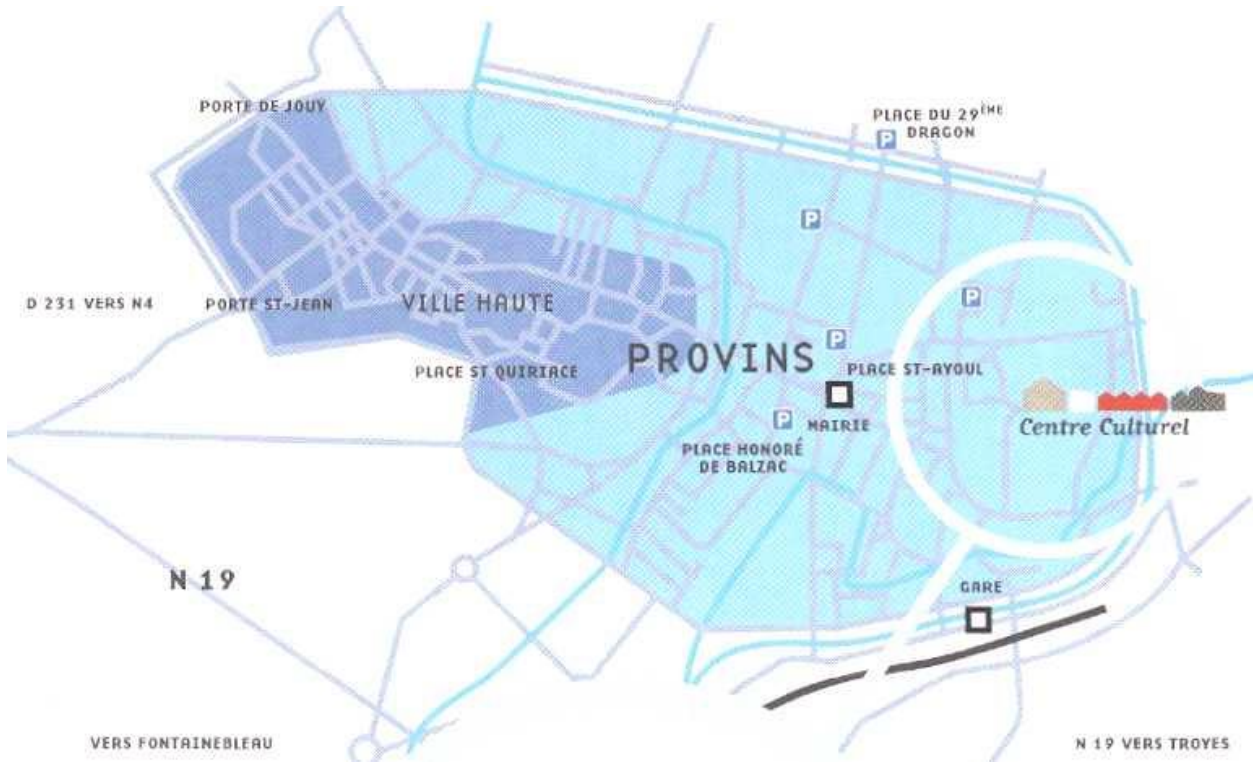 PORTE DE JOUY
PLACE DU 29ÈME
DRAGON
P
P
D 231 VERS N4
PORTE ST-JEAN
VILLE HAUTE
P
P
PROVINS
PLACE ST QUIRIACE
PLACE ST-AYOUL
P
MAIRIE
Centre Culturel
PLACE HONORÉ
DE BALZAC
N 19
GARE
VERS FONTAINEBLEAU
N 19 VERS TROYES